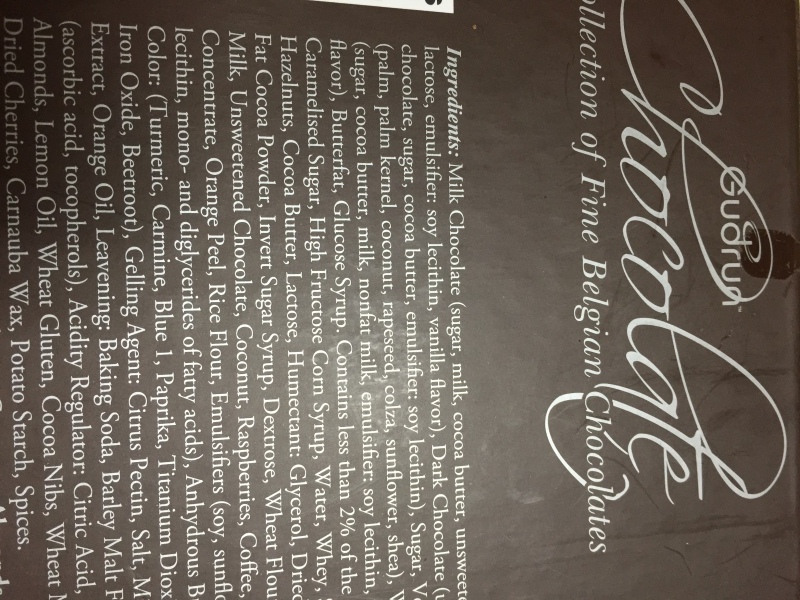 Gudrun
Chocolate
ollection of Fine Belgian Chocolates
Ingredients: Milk Chocolate (sugar, milk, cocoa butter, unsweet
lactose, emulsifier: soy lecithin, vanilla flavor), Dark Chocolate (u
chocolate, sugar, cocoa butter, emulsifier: soy lecithin), Sugar, V
(palm, palm kernel, coconut, rapeseed, colza, sunflower, shea), W
(sugar, cocoa butter, milk, nonfat milk, emulsifier: soy lecithin,
flavor), Butterfat, Glucose Syrup, Contains less than 2% of the
Caramelised Sugar, High Fructose Corn Syrup, Water, Whey,
Hazelnuts, Cocoa Butter, Lactose, Humectant: Glycerol, Dried
Fat Cocoa Powder, Invert Sugar Syrup, Dextrose, Wheat Flou
Milk, Unsweetened Chocolate, Coconut, Raspberries, Coffee,
Concentrate, Orange Peel, Rice Flour, Emulsifiers (soy, sunflo
lecithin, mono- and diglycerides of fatty acids), Anhydrous B
Color: (Turmeric, Carmine, Blue 1, Paprika, Titanium Diox
Iron Oxide, Beetroot), Gelling Agent: Citrus Pectin, Salt, M
Extract, Orange Oil, Leavening: Baking Soda, Barley Malt F
(ascorbic acid, tocopherols), Acidity Regulator: Citric Acid,
Almonds, Lemon Oil, Wheat Gluten, Cocoa Nibs, Wheat M
Dried Cherries, Carnauba Wax, Potato Starch, Spices.